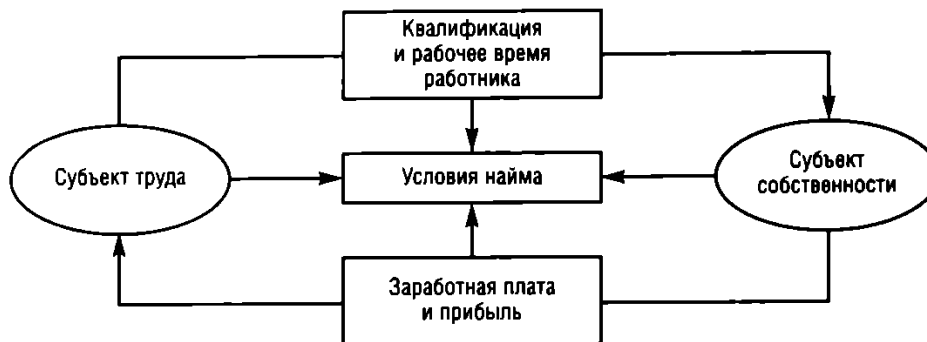 Квалификация
и рабочее время
работника
Субъект труда
Условия найма
Субъект
собственности
Заработная плата
и прибыль